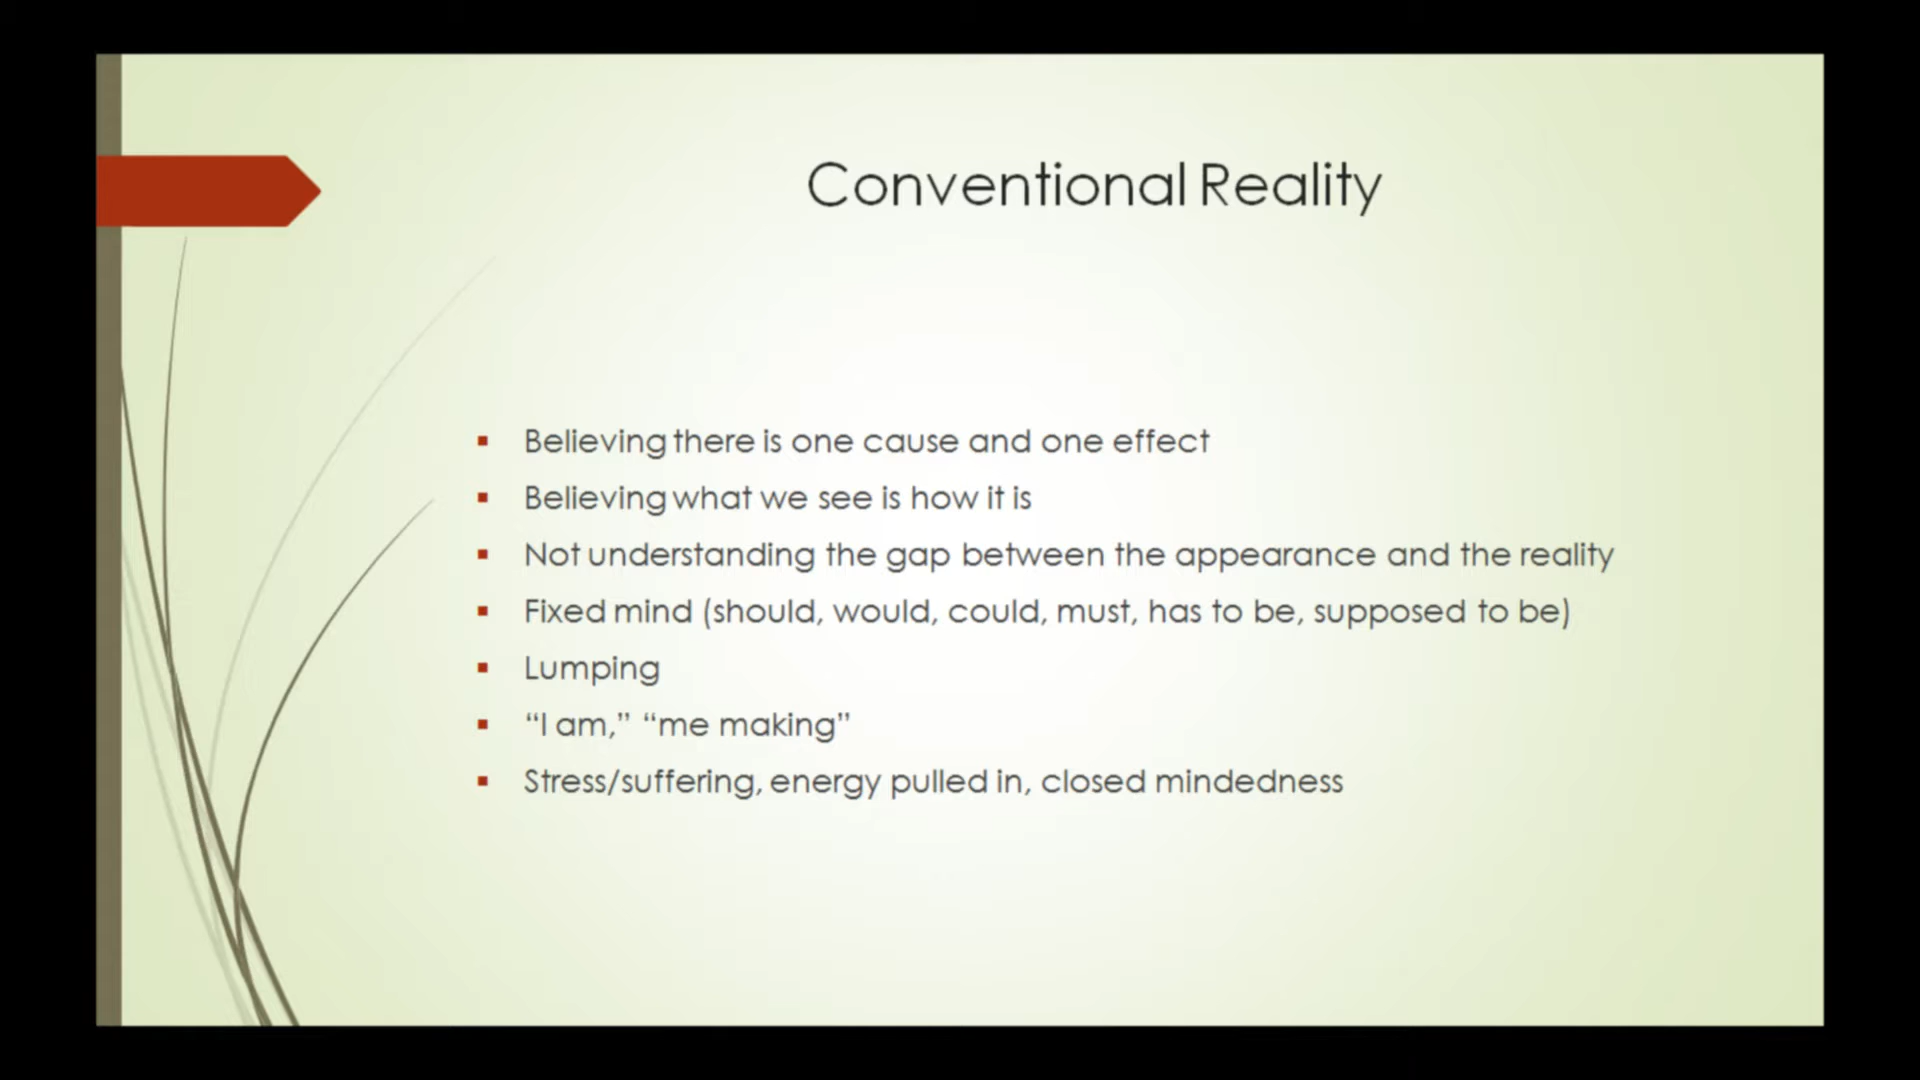 Conventional Reality
Believing there is one cause and one effect
Believing what we see is how it is
Not understanding the gap between the appearance and the reality
Fixed mind (should, would, could, must, has to be, supposed to be)
Lumping
“I am,” “me making”
Stress/suffering, energy pulled in, closed mindedness